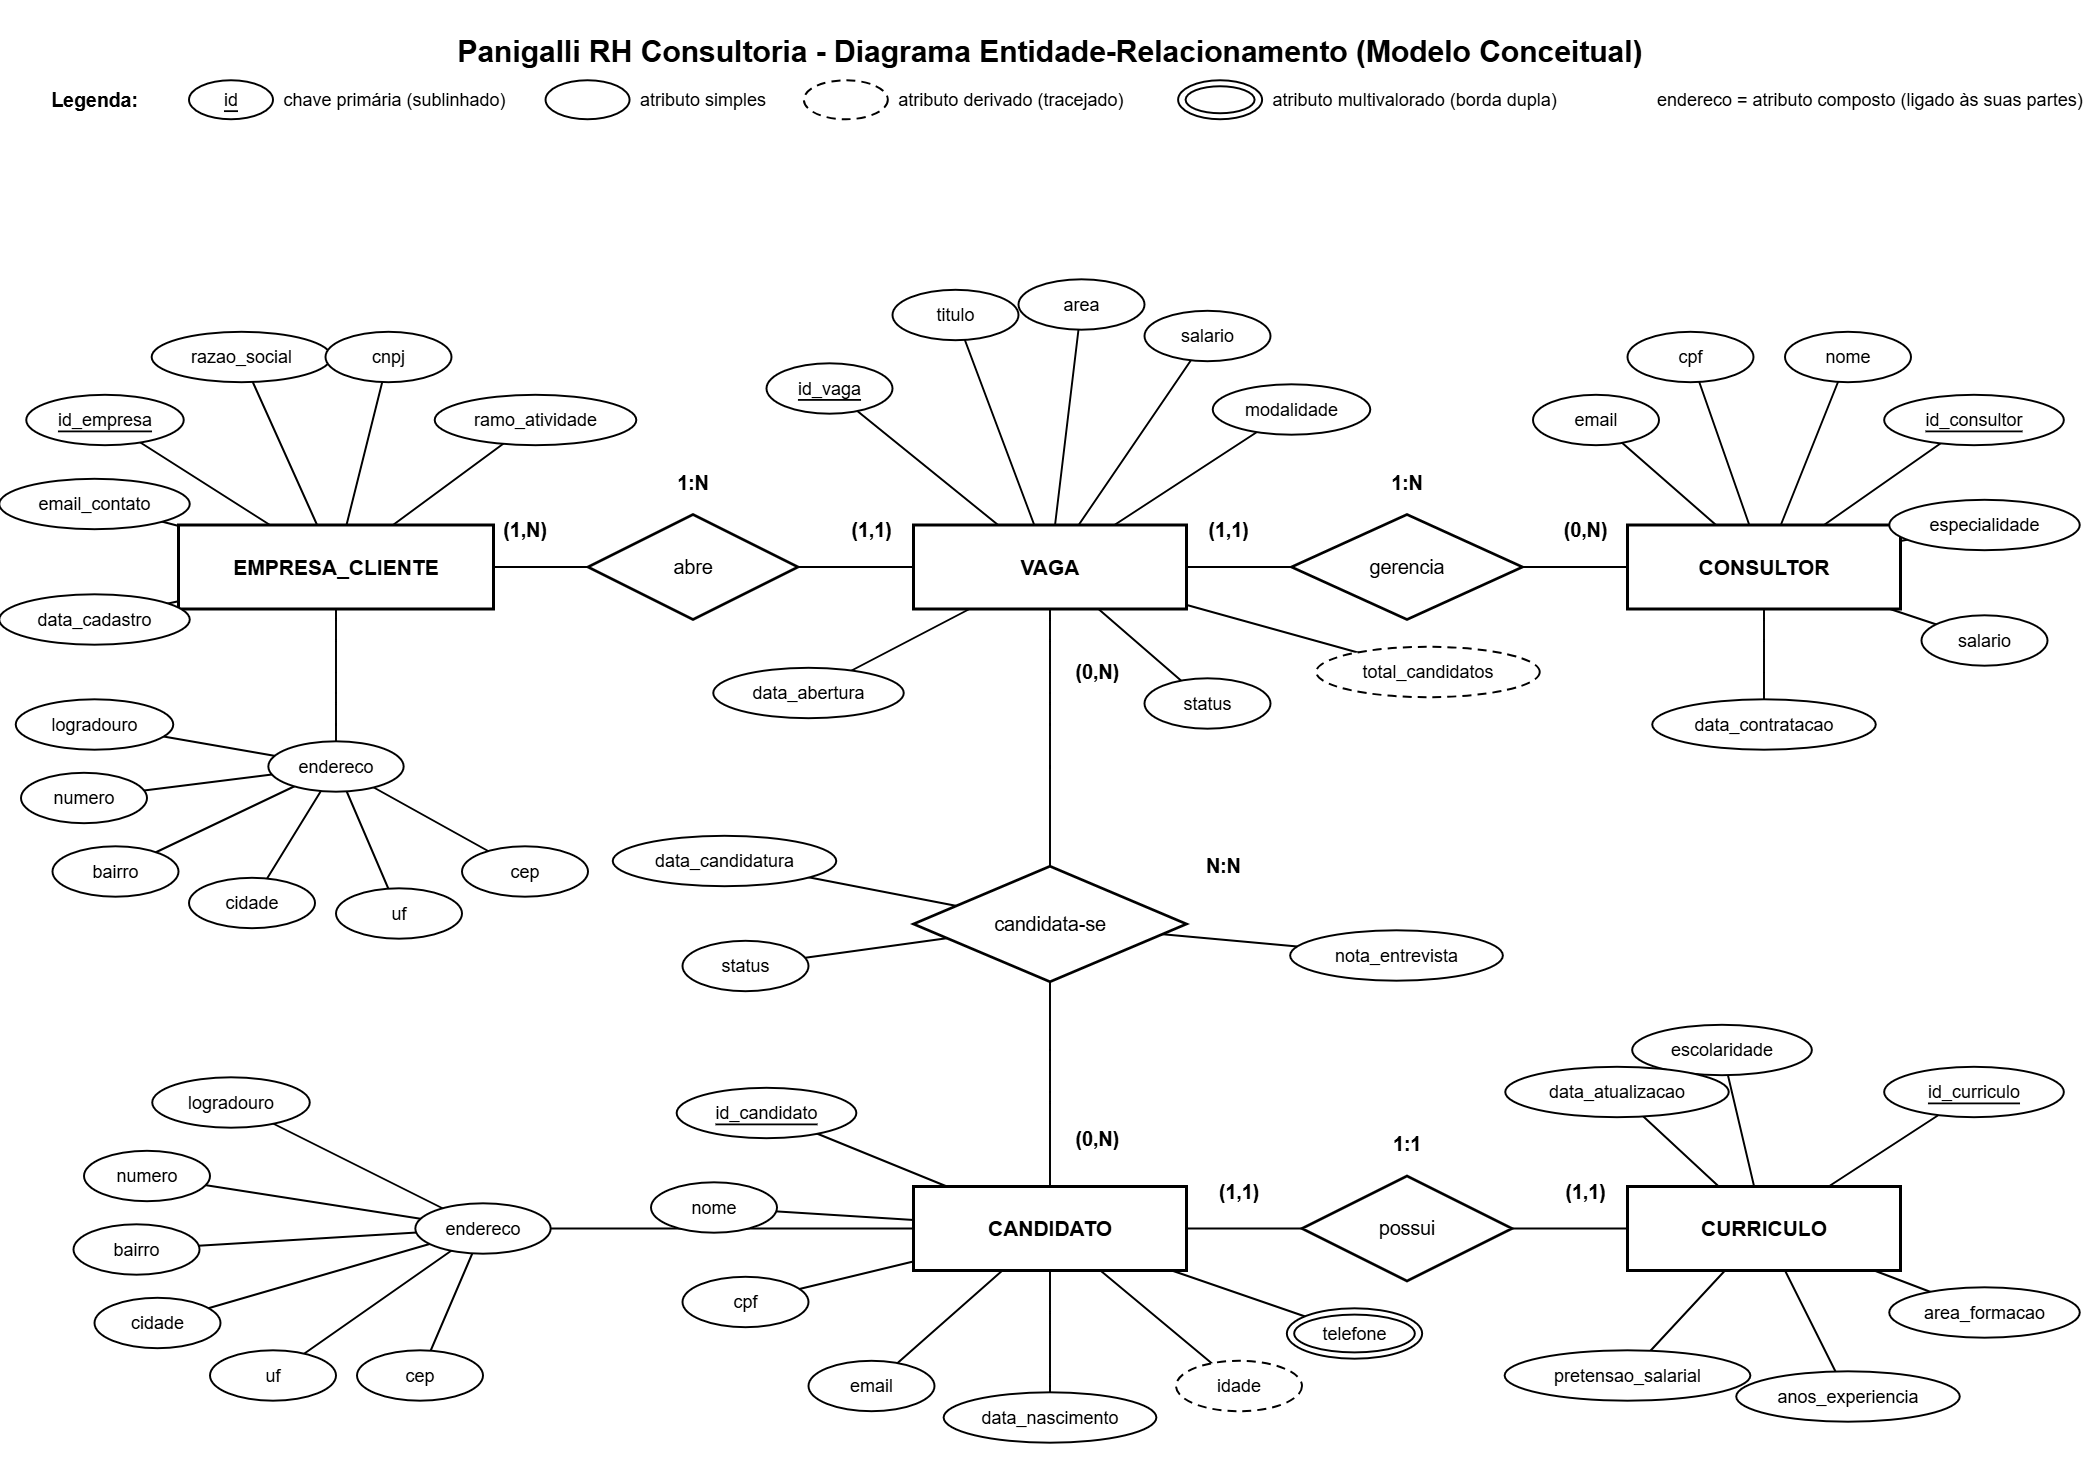 Panigalli RH Consultoria - Diagrama Entidade-Relacionamento (Modelo Conceitual)
Legenda:
id
chave primária (sublinhado)
atributo simples
atributo derivado (tracejado)
atributo multivalorado (borda dupla)
endereco = atributo composto (ligado às suas partes)
titulo
area
salario
id_vaga
modalidade
razao_social
cnpj
id_empresa
ramo_atividade
email_contato
cpf
nome
email
id_consultor
especialidade
1:N
1:N
(1,N)
(1,1)
(1,1)
(0,N)
EMPRESA_CLIENTE
abre
VAGA
gerencia
CONSULTOR
data_cadastro
salario
(0,N)
total_candidatos
data_abertura
status
data_contratacao
logradouro
endereco
numero
bairro
cidade
uf
cep
data_candidatura
N:N
candidata-se
status
nota_entrevista
escolaridade
data_atualizacao
id_curriculo
logradouro
id_candidato
(0,N)
1:1
numero
nome
(1,1)
(1,1)
endereco
CANDIDATO
possui
CURRICULO
bairro
cidade
cpf
telefone
area_formacao
uf
cep
email
data_nascimento
idade
pretensao_salarial
anos_experiencia